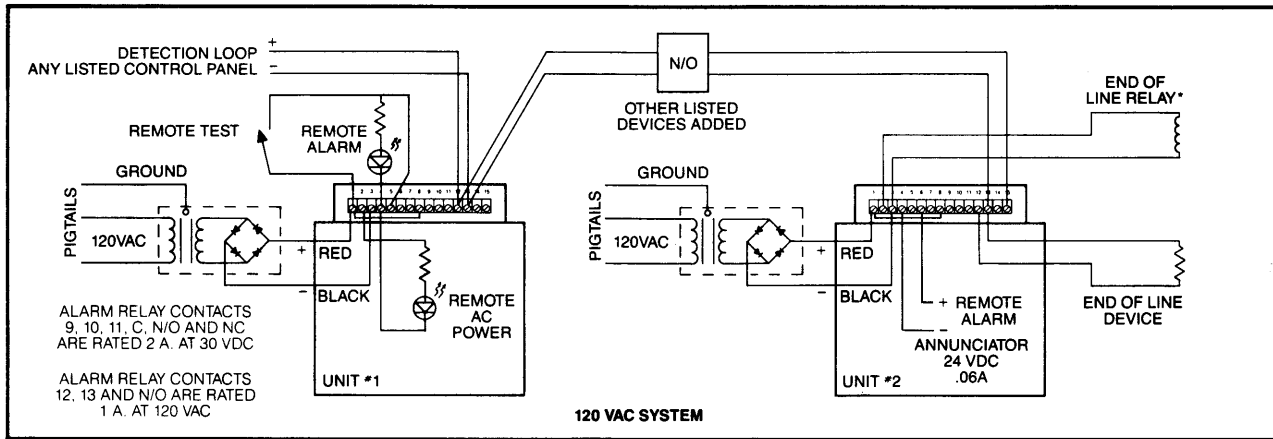 DETECTION LOOP
ANY LISTED CONTROL PANEL
+
–
N/O
OTHER LISTED
DEVICES ADDED
END OF
LINE RELAY*
REMOTE TEST
REMOTE
ALARM
GROUND
PIGTAILS
120VAC
+
RED
–
BLACK
REMOTE
AC
POWER
UNIT #1
ALARM RELAY CONTACTS
9, 10, 11, C, N/O AND NC
ARE RATED 2 A. AT 30 VDC
ALARM RELAY CONTACTS
12, 13 AND N/O ARE RATED
1 A. AT 120 VAC
GROUND
PIGTAILS
120VAC
+
RED
–
BLACK
+ REMOTE
– ALARM
ANNUNCIATOR
24 VDC
.06A
UNIT #2
END OF LINE
DEVICE
120 VAC SYSTEM